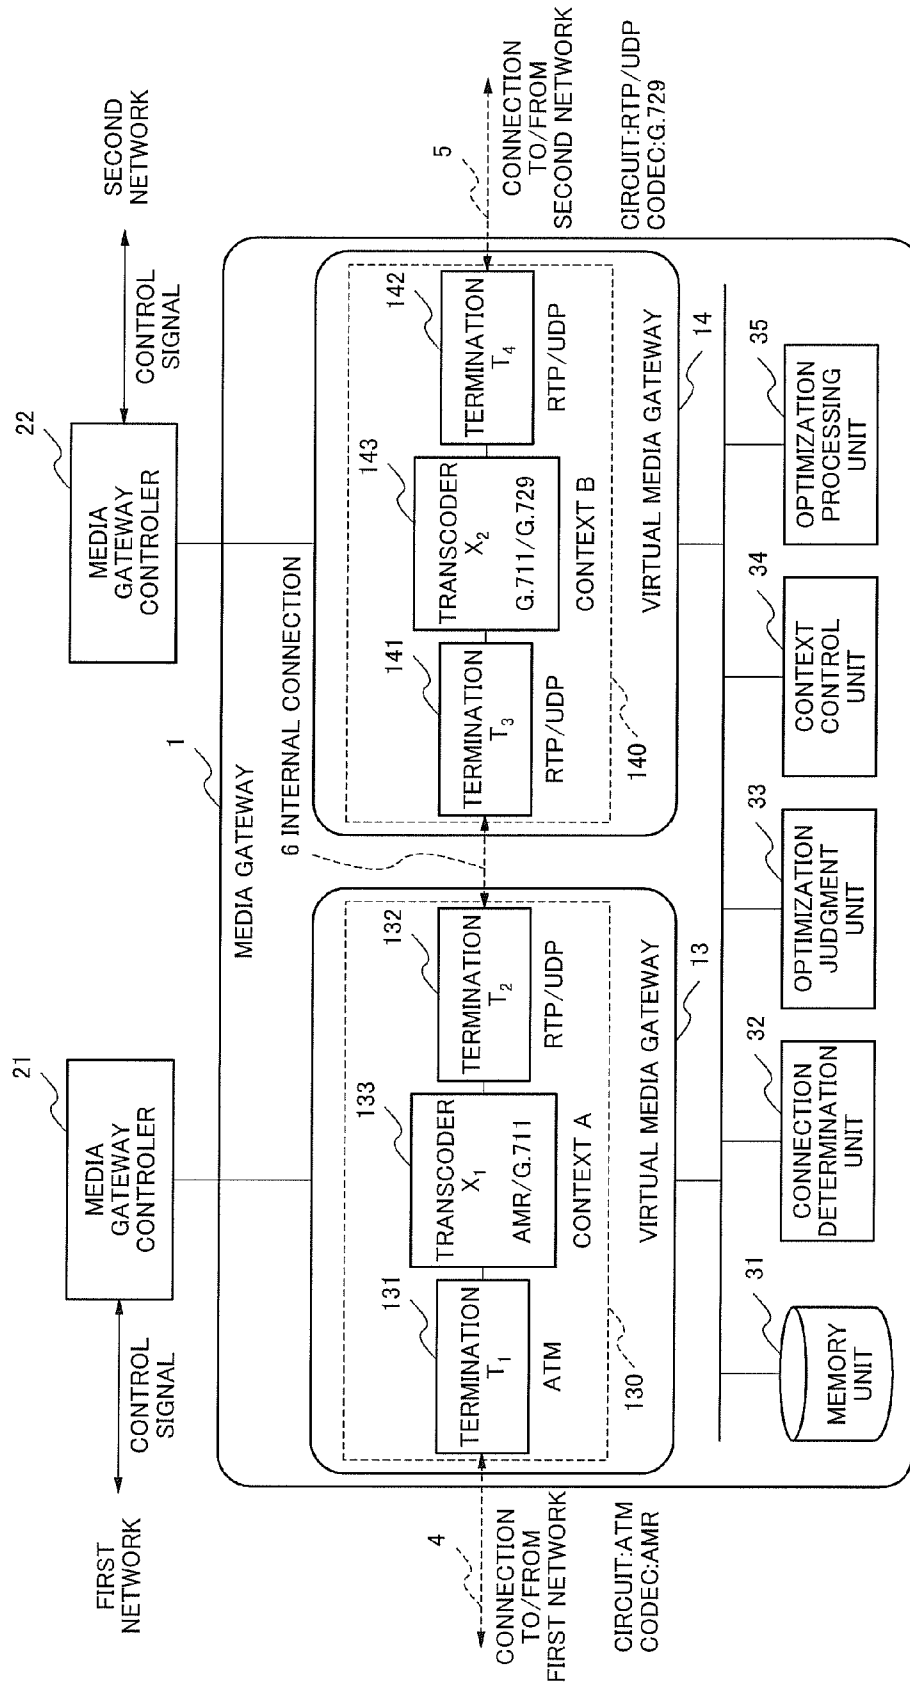 FIRST
NETWORK
CONTROL
SIGNAL
21
MEDIA
GATEWAY
CONTROLER
22
MEDIA
GATEWAY
CONTROLER
CONTROL
SIGNAL
SECOND
NETWORK
1
MEDIA GATEWAY
6 INTERNAL CONNECTION
4
CONNECTION
TO/FROM
FIRST NETWORK
CIRCUIT:ATM
CODEC:AMR
131
TERMINATION
T1
ATM
133
TRANSCODER
X1
AMR/G.711
CONTEXT A
132
TERMINATION
T2
RTP/UDP
130
VIRTUAL MEDIA GATEWAY
13
141
TERMINATION
T3
RTP/UDP
143
TRANSCODER
X2
G.711/G.729
CONTEXT B
142
TERMINATION
T4
RTP/UDP
140
VIRTUAL MEDIA GATEWAY
14
5
CONNECTION
TO/FROM
SECOND NETWORK
CIRCUIT:RTP/UDP
CODEC:G.729
31
MEMORY
UNIT
32
CONNECTION
DETERMINATION
UNIT
33
OPTIMIZATION
JUDGMENT
UNIT
34
CONTEXT
CONTROL
UNIT
35
OPTIMIZATION
PROCESSING
UNIT